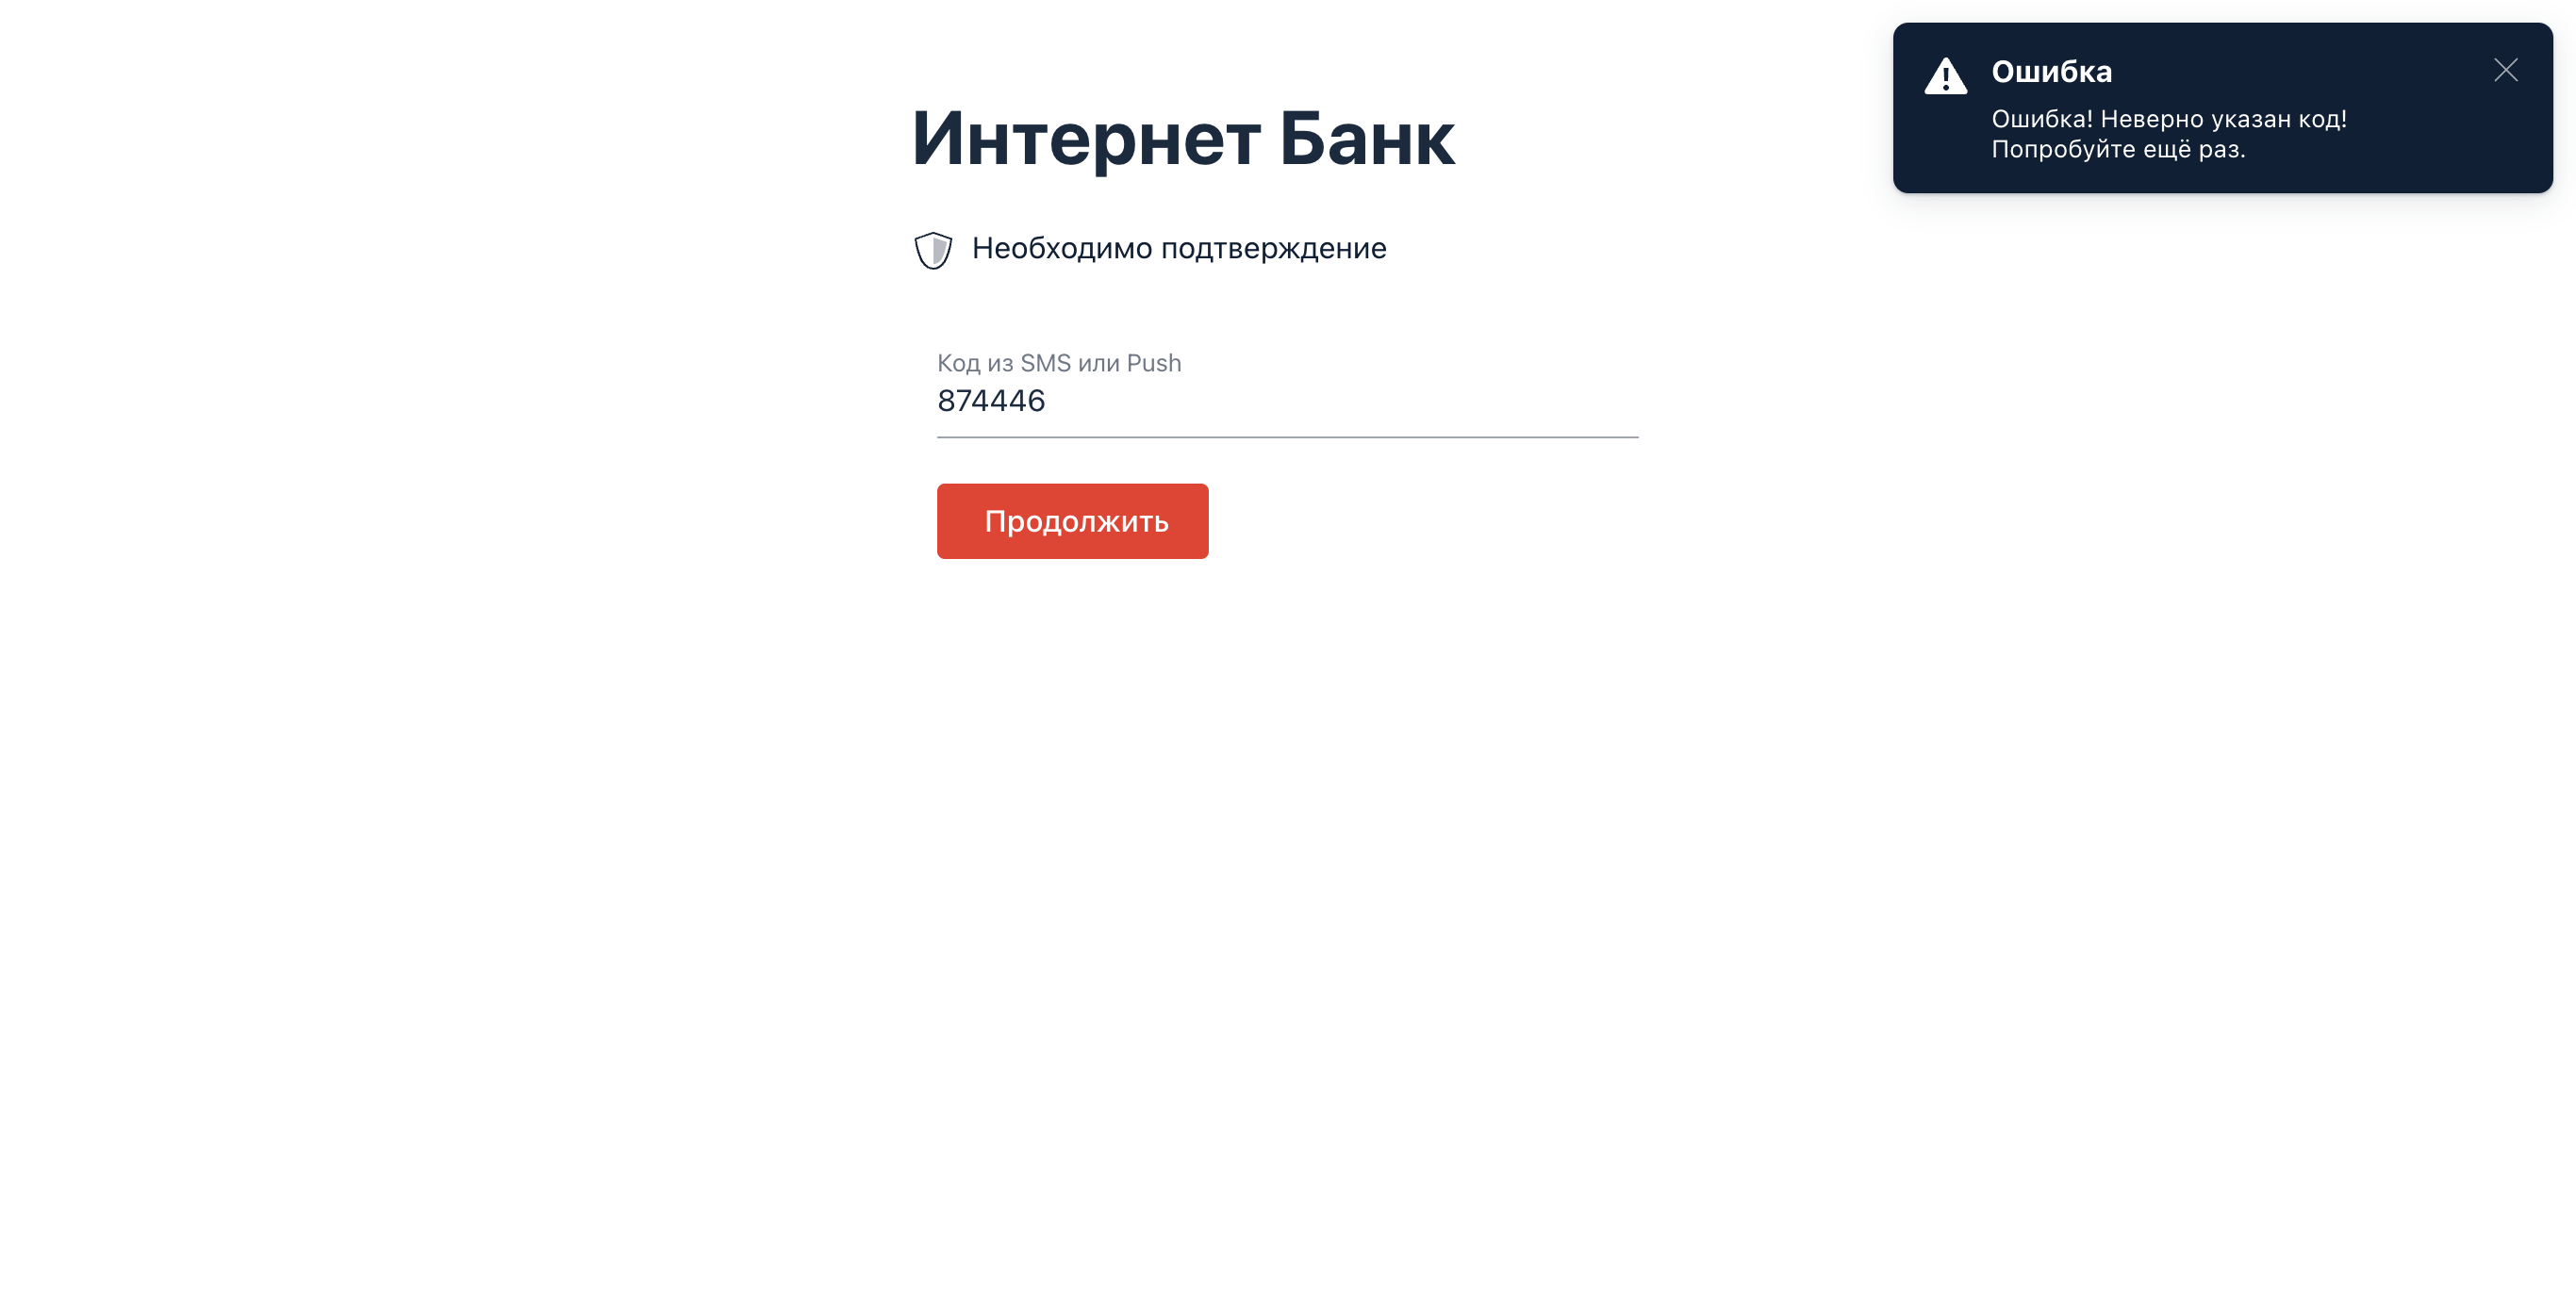 Интернет Банк
Необходимо подтверждение
Код из SMS или Push
874446
Продолжить
Ошибка
Ошибка! Неверно указан код!
Попробуйте ещё раз.